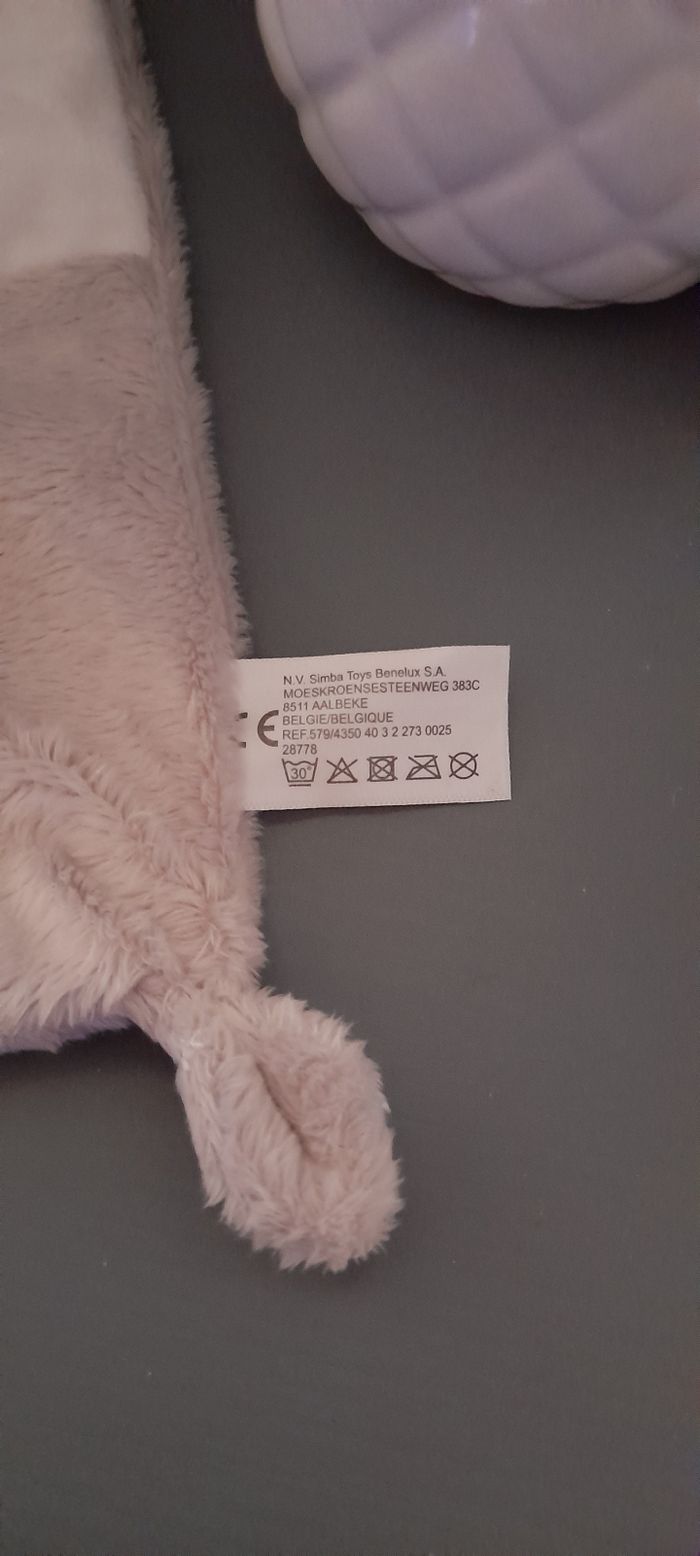 N.V. Simba Toys Benelux S.A.
MOESKROENSESTEENWEG 383C
8511 AALBEKE
CE BELGIE/BELGIQUE
REF.579/4350 40 3 2 273 0025
28778
30°